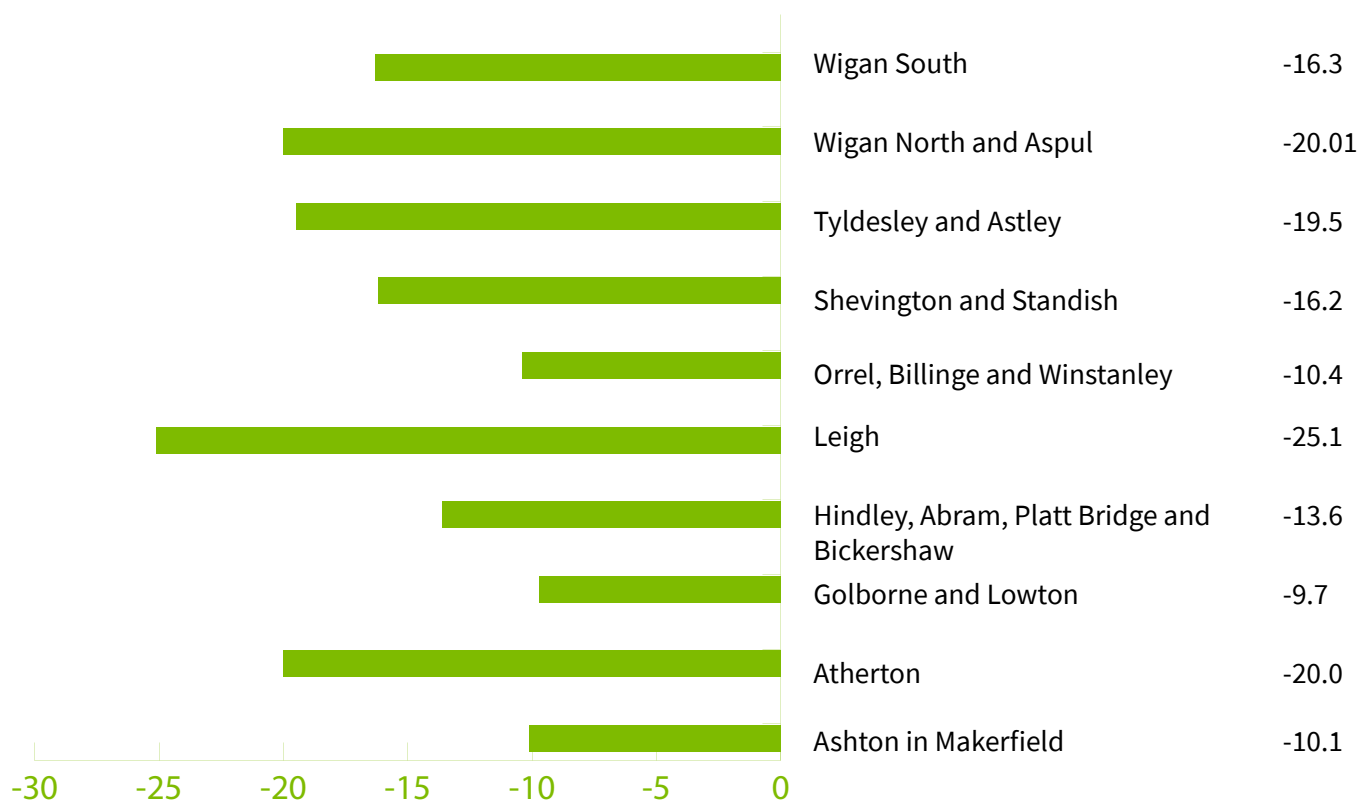 Wigan South -16.3
Wigan North and Aspul -20.01
Tyldesley and Astley -19.5
Shevington and Standish -16.2
Orrel, Billinge and Winstanley -10.4
Leigh -25.1
Hindley, Abram, Platt Bridge and -13.6
Bickershaw
Golborne and Lowton -9.7
Atherton -20.0
Ashton in Makerfield -10.1
-30 -25 -20 -15 -10 -5 0